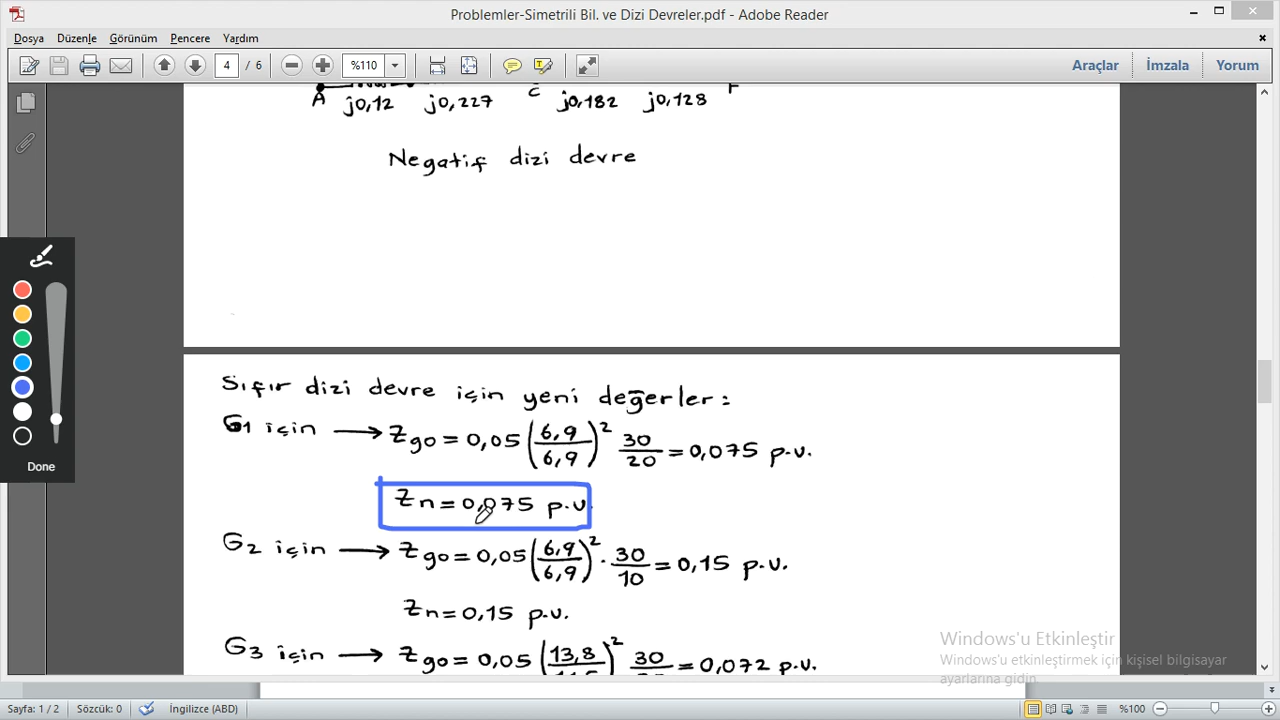 Problemler-Simetrili Bil. ve Dizi Devreler.pdf - Adobe Reader
Dosya Düzenle Görünüm Pencere Yardım
4 / 6 %110 Araçlar İmzala Yorum
A j0,12 j0,227 C j0,182 j0,128 F
Negatif dizi devre
Sıfır dizi devre için yeni değerler :
G1 için → Zgo = 0,05 (6,9/6,9)² 30/20 = 0,075 p.u.
Zn = 0,075 p.u.
G2 için → Zgo = 0,05 (6,9/6,9)² . 30/10 = 0,15 p.u.
Zn = 0,15 p.u.
G3 için → Zgo = 0,05 (13,8/ )² 30/ = 0,072 p.u.
Done
Windows'u Etkinleştir
Windows'u etkinleştirmek için kişisel bilgisayar
ayarlarına gidin.
Sayfa: 1 / 2 Sözcük: 0 İngilizce (ABD) %100